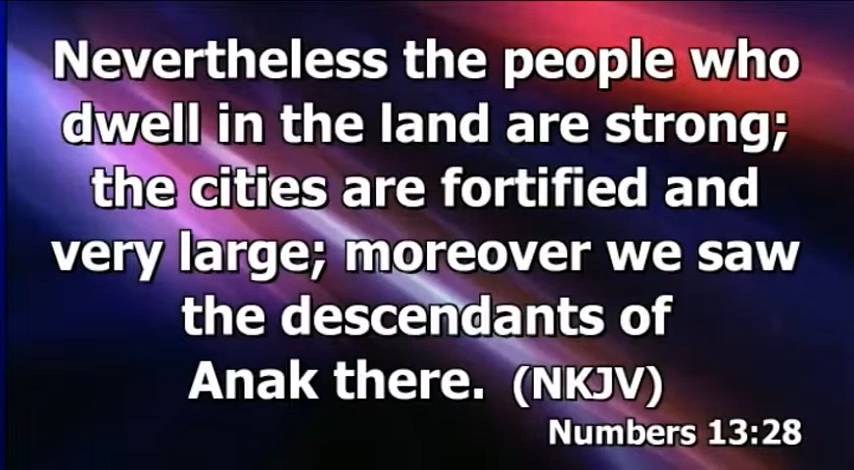 Nevertheless the people who
dwell in the land are strong;
the cities are fortified and
very large; moreover we saw
the descendants of
Anak there. (NKJV)
Numbers 13:28